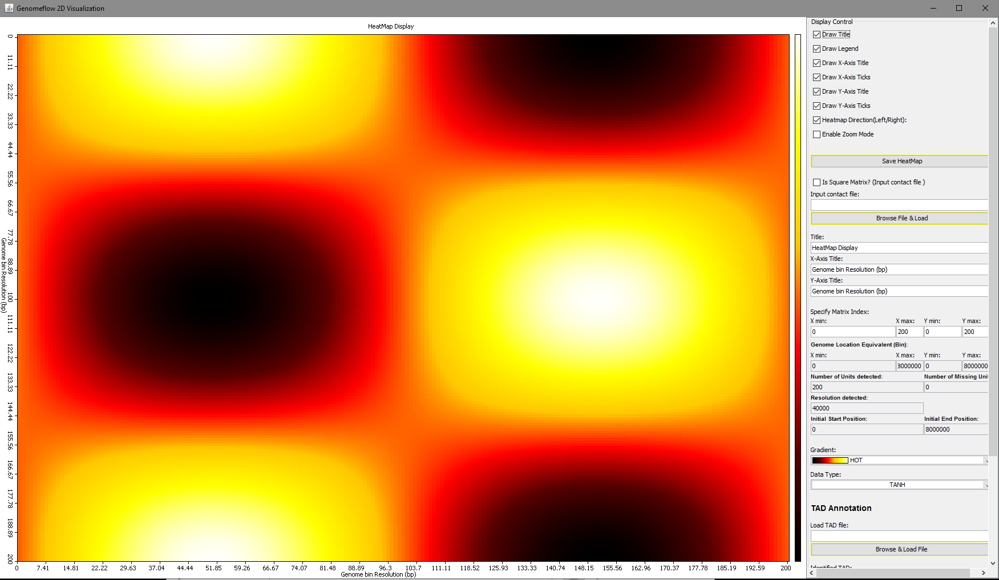 Genomeflow 2D Visualization
HeatMap Display
0
11.11
22.22
33.33
44.44
55.56
66.67
77.78
88.89
100
111.11
122.22
133.33
144.44
155.56
166.67
177.78
188.89
200
Genome bin Resolution (bp)
0 7.41 14.81 22.22 29.63 37.04 44.44 51.85 59.26 66.67 74.07 81.48 88.89 96.3 103.7 111.11 118.52 125.93 133.33 140.74 148.15 155.56 162.96 170.37 177.78 185.19 192.59 200
Genome bin Resolution (bp)
Display Control
Draw Title
Draw Legend
Draw X-Axis Title
Draw X-Axis Ticks
Draw Y-Axis Title
Draw Y-Axis Ticks
Heatmap Direction(Left/Right):
Enable Zoom Mode
Save HeatMap
Is Square Matrix? (Input contact file )
Input contact file:
Browse File & Load
Title:
HeatMap Display
X-Axis Title:
Genome bin Resolution (bp)
Y-Axis Title:
Genome bin Resolution (bp)
Specify Matrix Index:
X min: X max: Y min: Y max:
0 200 0 200
Genome Location Equivalent (Bin):
X min: X max: Y min: Y max:
0 8000000 0 8000000
Number of Units detected: Number of Missing Uni
200 0
Resolution detected:
40000
Initial Start Position: Initial End Position:
0 8000000
Gradient:
HOT
Data Type:
TANH
TAD Annotation
Load TAD file:
Browse & Load File
Identified TAD: